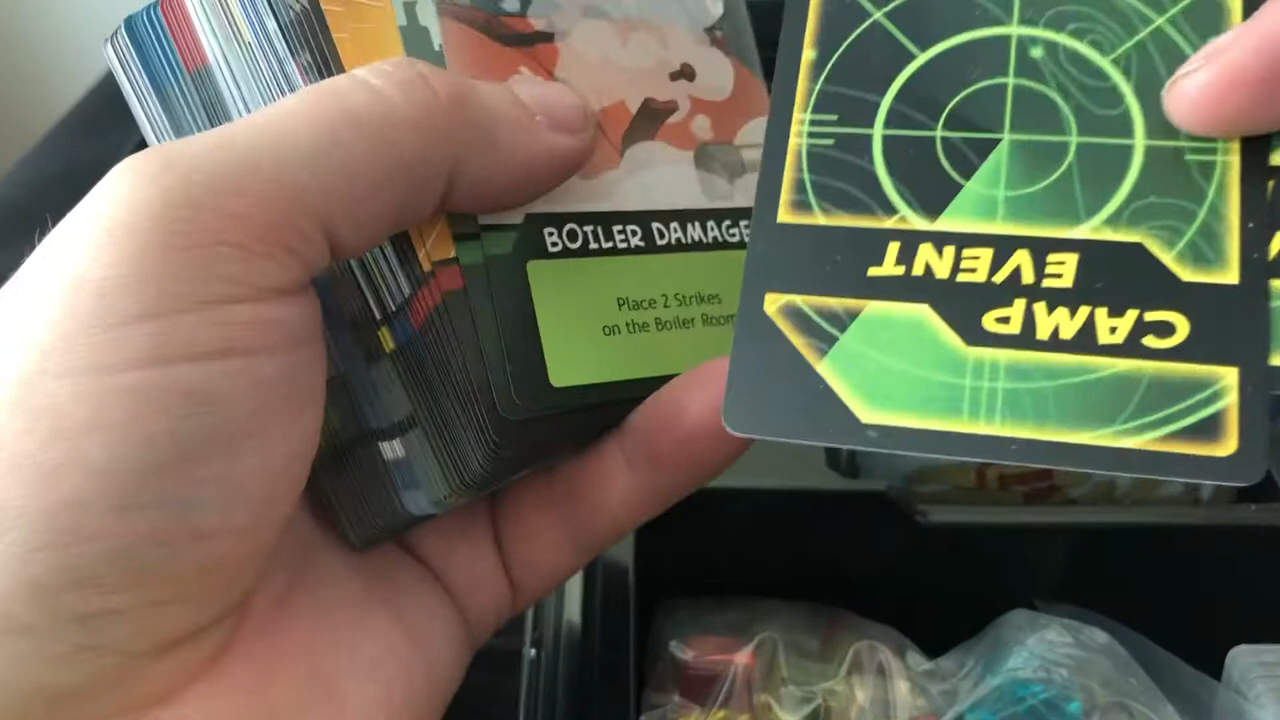 BOILER DAMAGE
Place 2 Strikes
on the Boiler Room
CAMP
EVENT